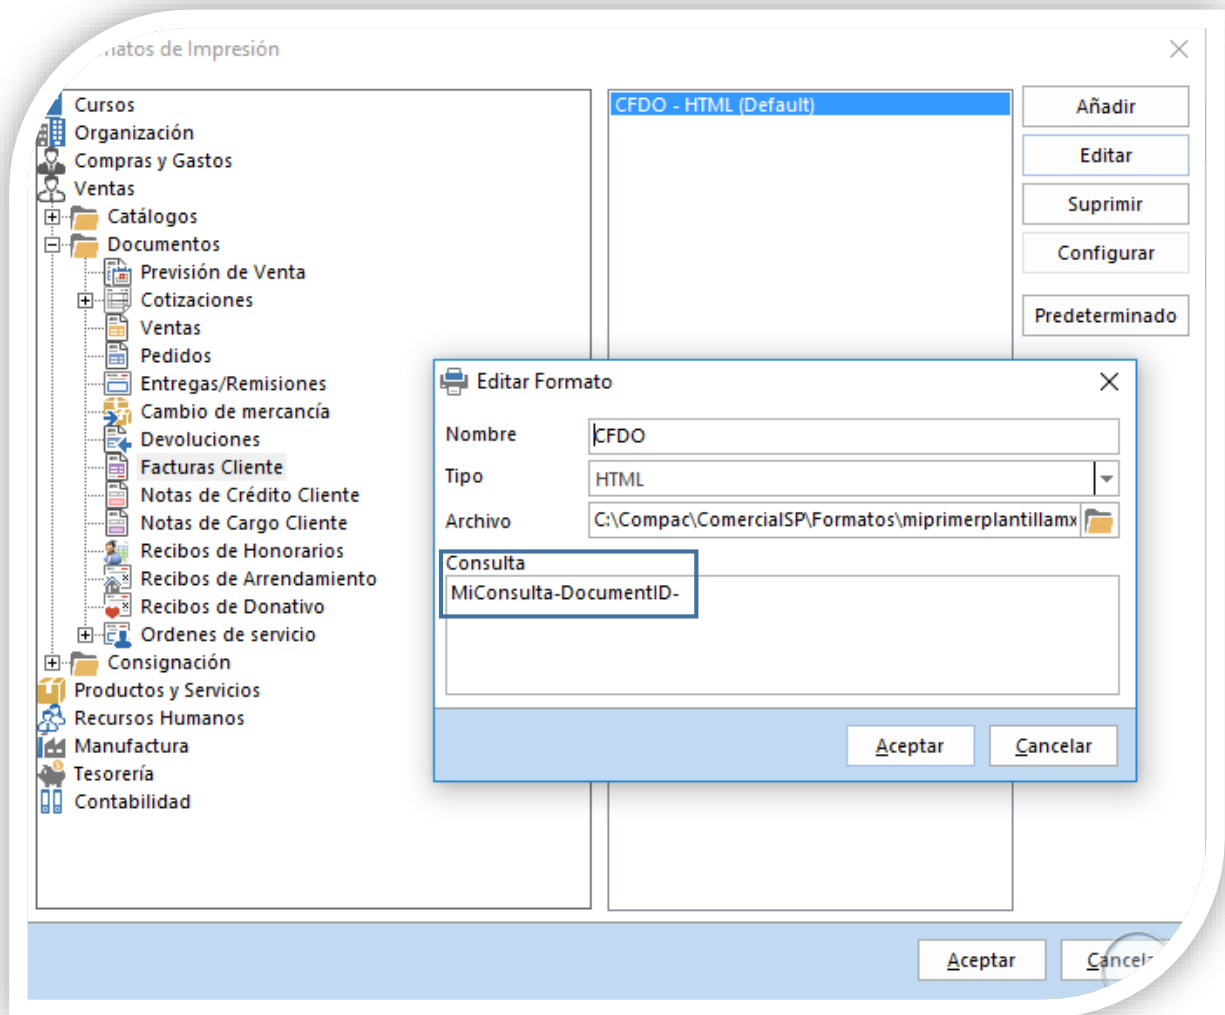 matos de Impresión
Cursos
Organización
Compras y Gastos
Ventas
Catálogos
Documentos
Previsión de Venta
Cotizaciones
Ventas
Pedidos
Entregas/Remisiones
Cambio de mercancía
Devoluciones
Facturas Cliente
Notas de Crédito Cliente
Notas de Cargo Cliente
Recibos de Honorarios
Recibos de Arrendamiento
Recibos de Donativo
Ordenes de servicio
Consignación
Productos y Servicios
Recursos Humanos
Manufactura
Tesorería
Contabilidad
CFDO - HTML (Default)
Añadir
Editar
Suprimir
Configurar
Predeterminado
Editar Formato
Nombre CFDO
Tipo HTML
Archivo C:\Compac\ComercialSP\Formatos\miprimerplantillamx
Consulta
MiConsulta-DocumentID-
Aceptar Cancelar
Aceptar Cancela